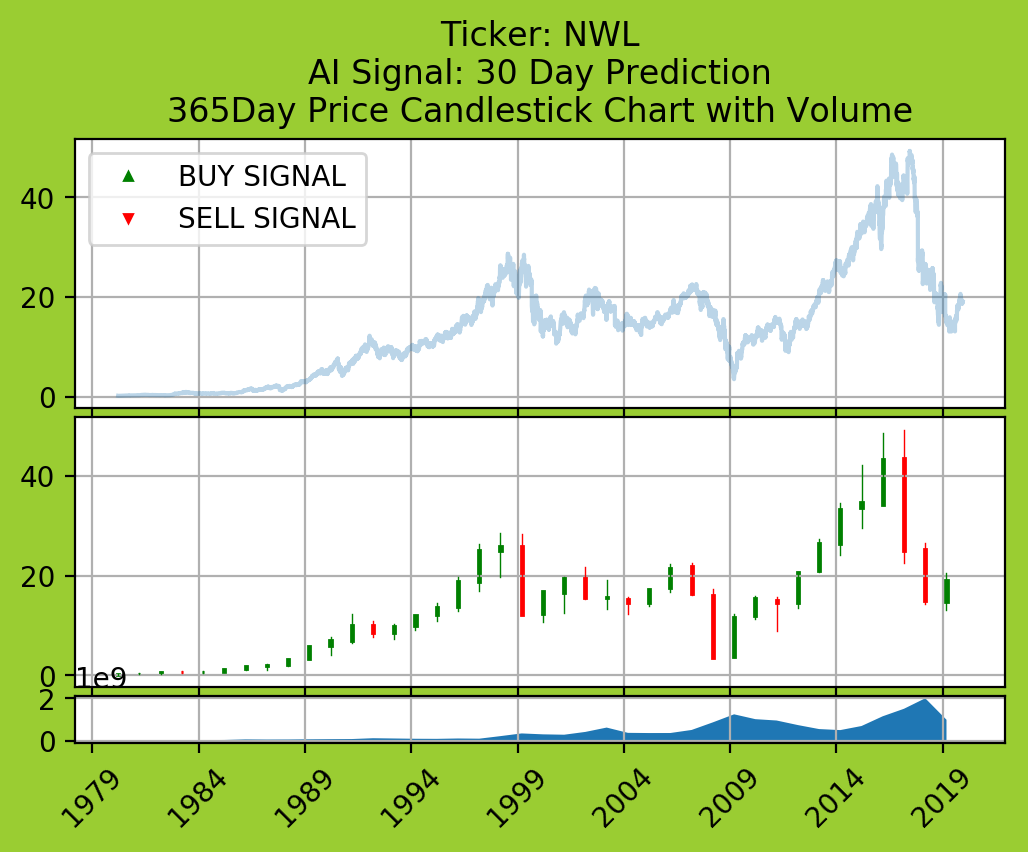 Ticker: NWL
AI Signal: 30 Day Prediction
365Day Price Candlestick Chart with Volume
BUY SIGNAL
SELL SIGNAL
40
20
0
40
20
0
1e9
2
0
1979 1984 1989 1994 1999 2004 2009 2014 2019